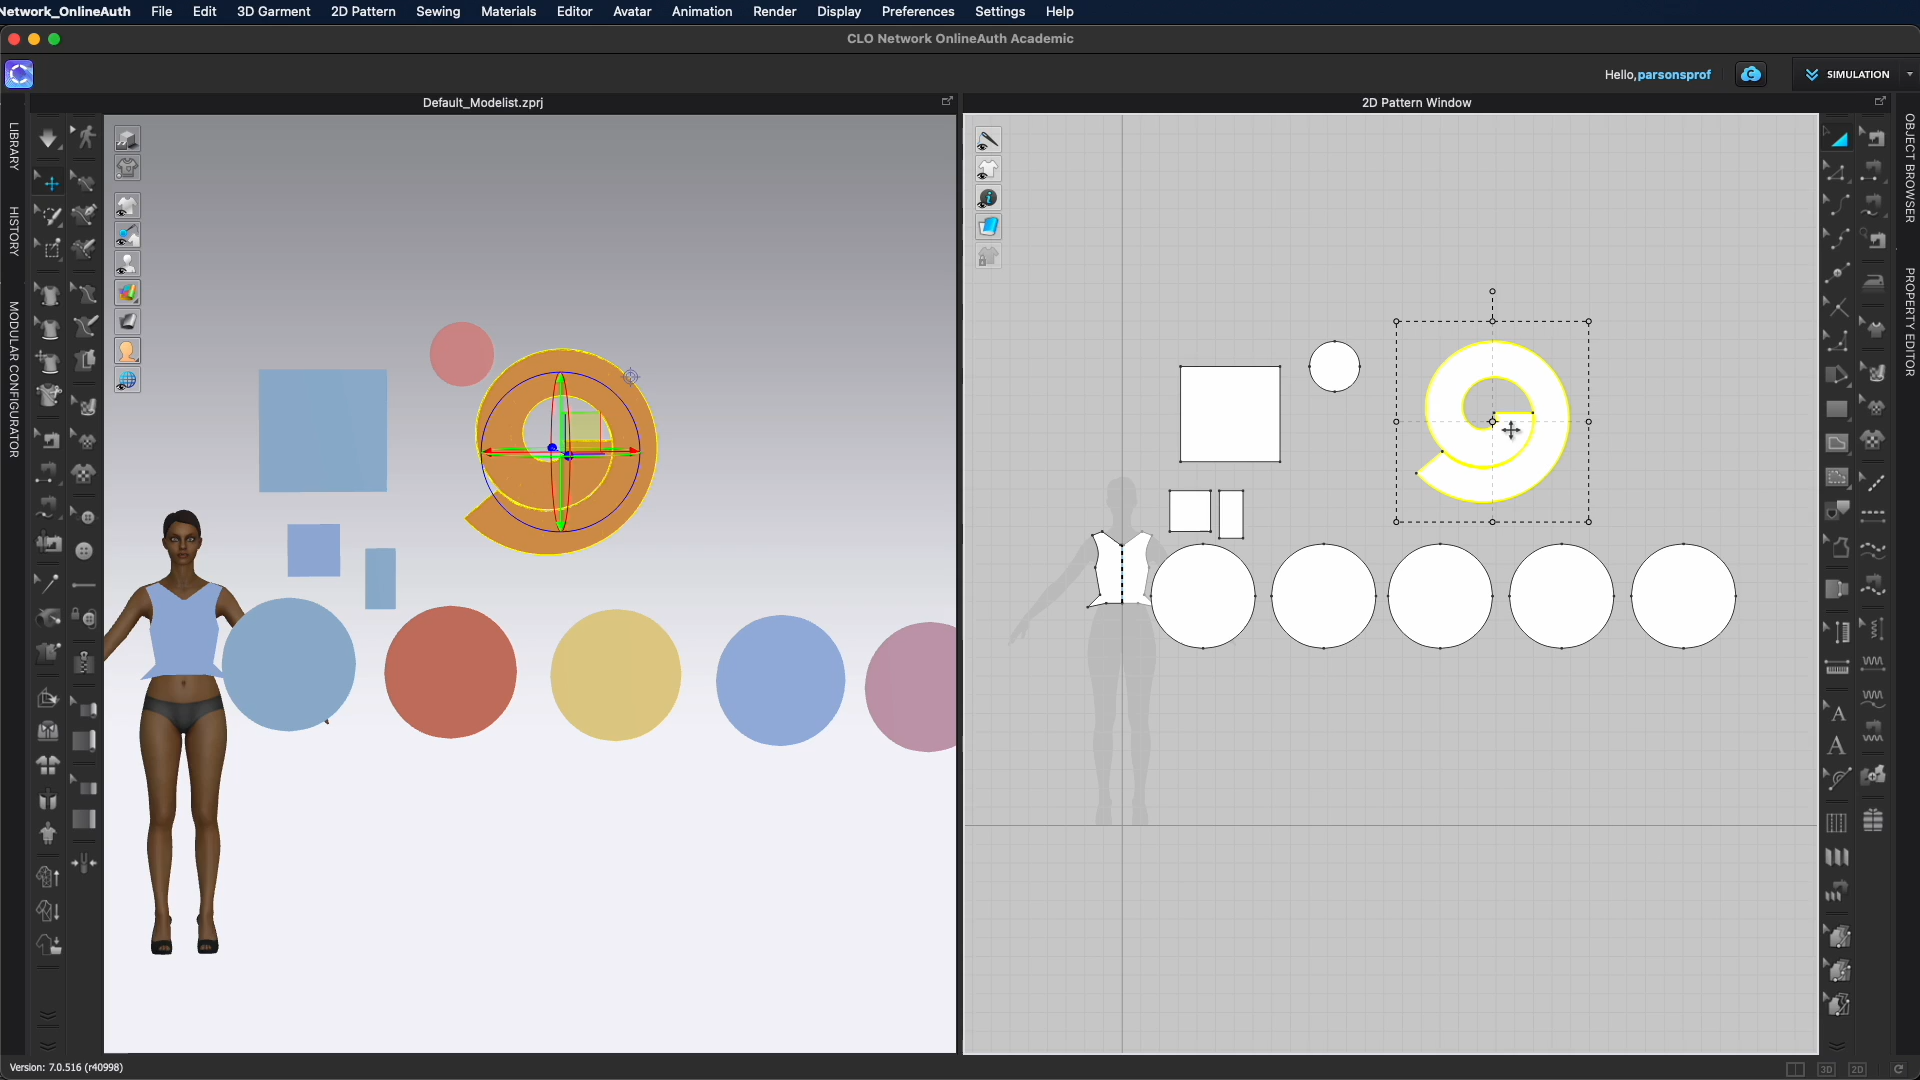 Network_OnlineAuth File Edit 3D Garment 2D Pattern Sewing Materials Editor Avatar Animation Render Display Preferences Settings Help
CLO Network OnlineAuth Academic
Hello,parsonsprof
SIMULATION
Default_Modelist.zprj
2D Pattern Window
LIBRARY
HISTORY
MODULAR CONFIGURATOR
OBJECT BROWSER
PROPERTY EDITOR
A
A
Version: 7.0.516 (r40998)
3D
2D